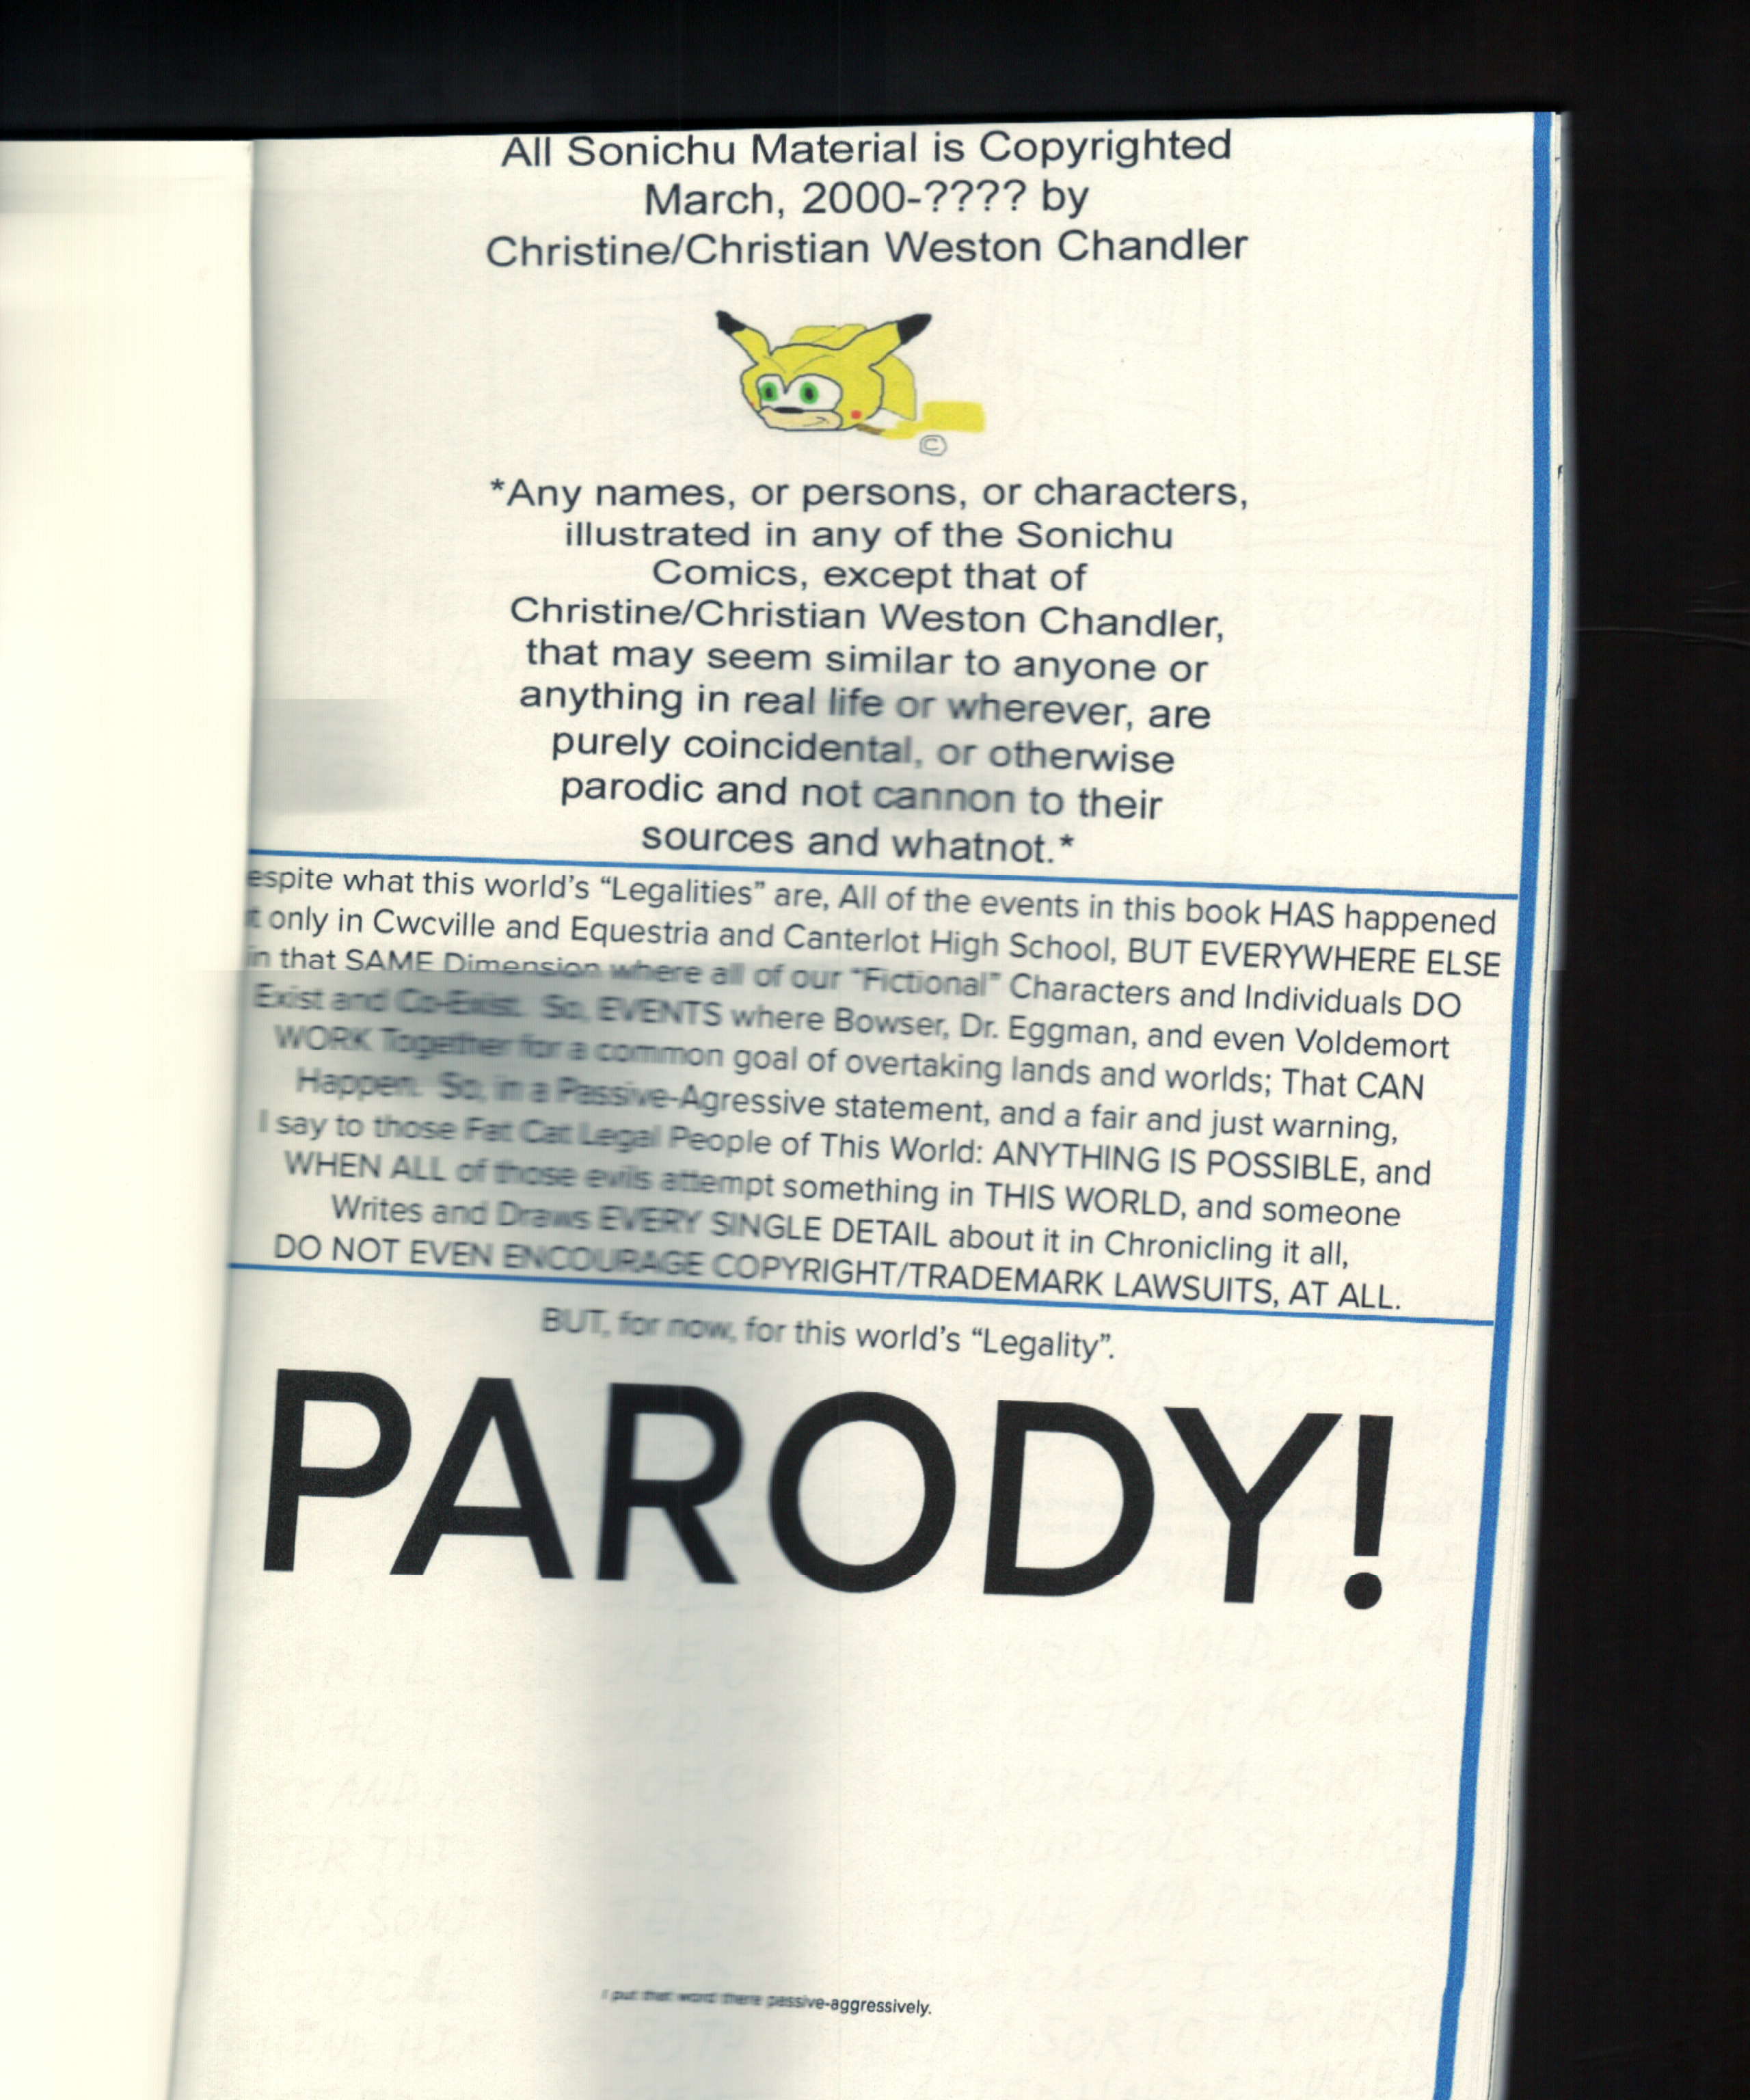 All Sonichu Material is Copyrighted
March, 2000-???? by
Christine/Christian Weston Chandler
©
*Any names, or persons, or characters,
illustrated in any of the Sonichu
Comics, except that of
Christine/Christian Weston Chandler,
that may seem similar to anyone or
anything in real life or wherever, are
purely coincidental, or otherwise
parodic and not cannon to their
sources and whatnot.*
espite what this world’s “Legalities” are, All of the events in this book HAS happened
t only in Cwcville and Equestria and Canterlot High School, BUT EVERYWHERE ELSE
in that SAME Dimension where all of our “Fictional” Characters and Individuals DO
Exist and Co-Exist. So, EVENTS where Bowser, Dr. Eggman, and even Voldemort
WORK Together for a common goal of overtaking lands and worlds; That CAN
Happen. So, in a Passive-Agressive statement, and a fair and just warning,
I say to those Fat Cat Legal People of This World: ANYTHING IS POSSIBLE, and
WHEN ALL of those evils attempt something in THIS WORLD, and someone
Writes and Draws EVERY SINGLE DETAIL about it in Chronicling it all,
DO NOT EVEN ENCOURAGE COPYRIGHT/TRADEMARK LAWSUITS, AT ALL.
BUT, for now, for this world’s “Legality”.
PARODY!
I put that word there passive-aggressively.